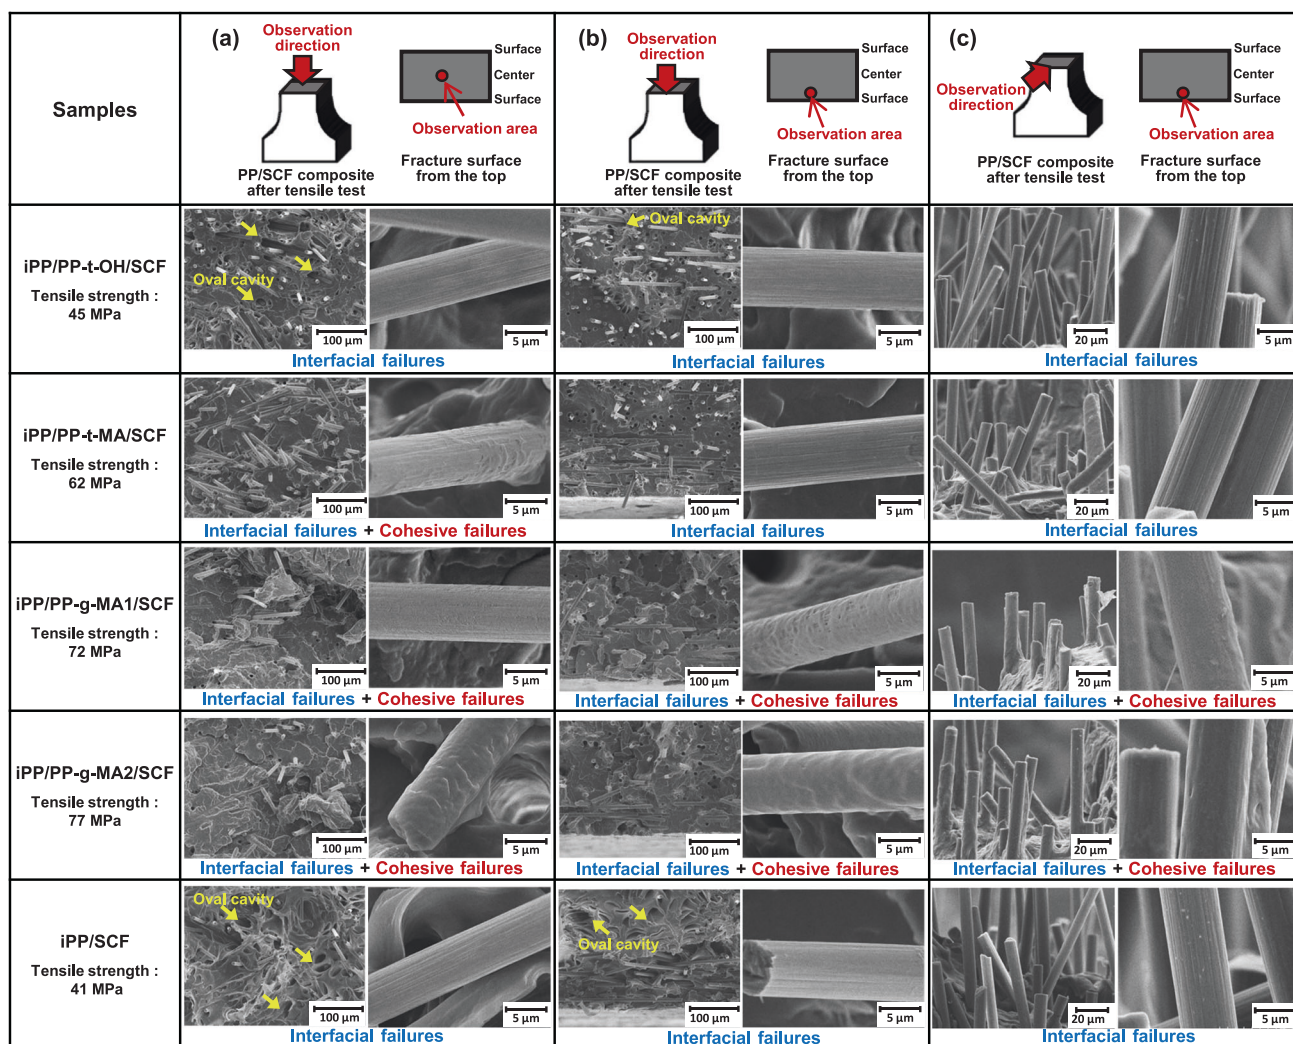 Samples
(a)
Observation
direction
Surface
Center
Surface
Observation area
PP/SCF composite
after tensile test
Fracture surface
from the top
(b)
Observation
direction
Surface
Center
Surface
Observation area
PP/SCF composite
after tensile test
Fracture surface
from the top
(c)
Observation
direction
Surface
Center
Surface
Observation area
PP/SCF composite
after tensile test
Fracture surface
from the top
iPP/PP-t-OH/SCF
Tensile strength :
45 MPa
Oval cavity
100 µm
5 µm
Interfacial failures
Oval cavity
100 µm
5 µm
Interfacial failures
20 µm
5 µm
Interfacial failures
iPP/PP-t-MA/SCF
Tensile strength :
62 MPa
100 µm
5 µm
Interfacial failures + Cohesive failures
100 µm
5 µm
Interfacial failures
20 µm
5 µm
Interfacial failures
iPP/PP-g-MA1/SCF
Tensile strength :
72 MPa
100 µm
5 µm
Interfacial failures + Cohesive failures
100 µm
5 µm
Interfacial failures + Cohesive failures
20 µm
5 µm
Interfacial failures + Cohesive failures
iPP/PP-g-MA2/SCF
Tensile strength :
77 MPa
100 µm
5 µm
Interfacial failures + Cohesive failures
100 µm
5 µm
Interfacial failures + Cohesive failures
20 µm
5 µm
Interfacial failures + Cohesive failures
iPP/SCF
Tensile strength :
41 MPa
Oval cavity
100 µm
5 µm
Interfacial failures
Oval cavity
100 µm
5 µm
Interfacial failures
20 µm
5 µm
Interfacial failures